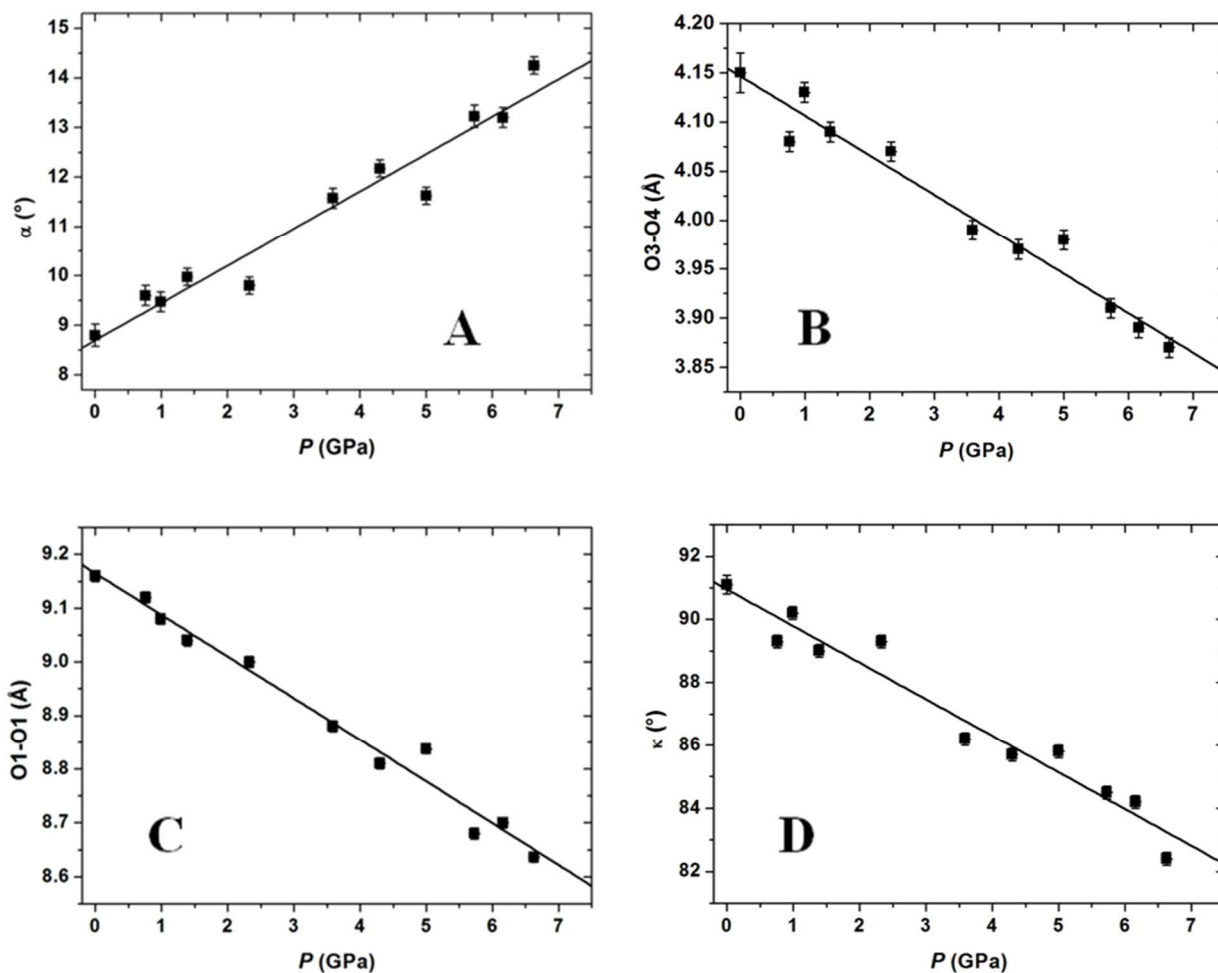 15
14
13
12
11
10
9
8
α (°)
A
0 1 2 3 4 5 6 7
P (GPa)
4.20
4.15
4.10
4.05
4.00
3.95
3.90
3.85
O3-O4 (Å)
B
0 1 2 3 4 5 6 7
P (GPa)
9.2
9.1
9.0
8.9
8.8
8.7
8.6
O1-O1 (Å)
C
0 1 2 3 4 5 6 7
P (GPa)
92
90
88
86
84
82
κ (°)
D
0 1 2 3 4 5 6 7
P (GPa)